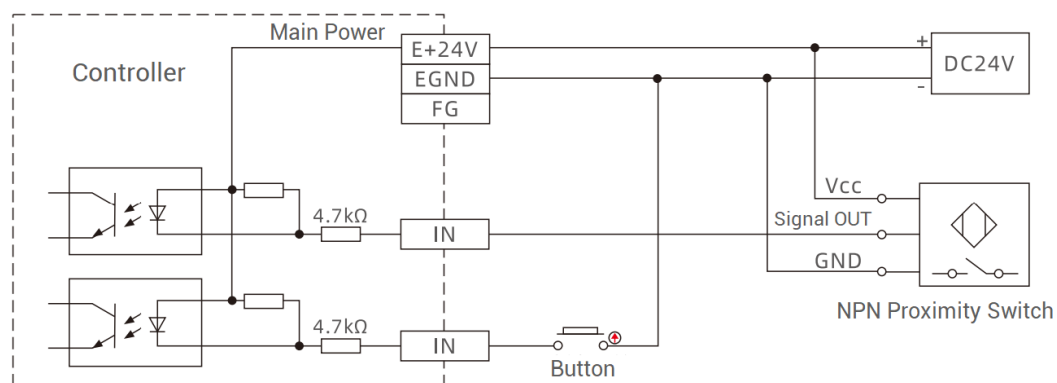 Main Power
E+24V
+
DC24V
Controller
EGND
-
FG
Vcc
4.7kΩ
Signal OUT
IN
GND
NPN Proximity Switch
4.7kΩ
IN
Button